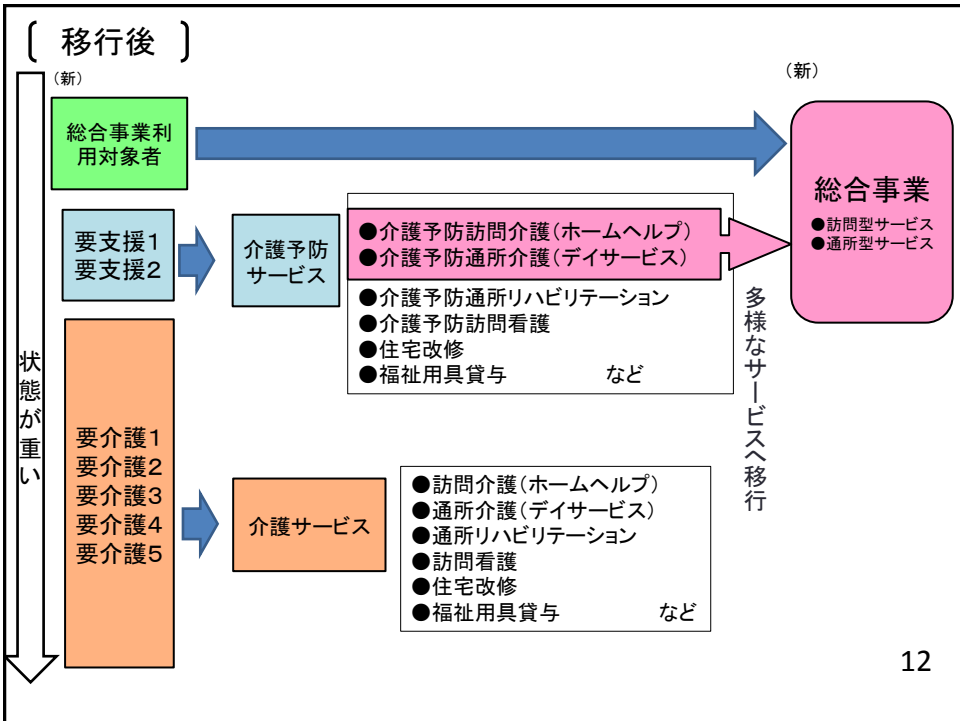 〔 移行後 〕
（新）
総合事業利
用対象者
（新）
総合事業
●訪問型サービス
●通所型サービス
要支援１
要支援２
介護予防
サービス
●介護予防訪問介護（ホームヘルプ）
●介護予防通所介護（デイサービス）
●介護予防通所リハビリテーション
●介護予防訪問看護
●住宅改修
●福祉用具貸与　　　　など
多様なサービスへ移行
状態が重い
要介護１
要介護２
要介護３
要介護４
要介護５
介護サービス
●訪問介護（ホームヘルプ）
●通所介護（デイサービス）
●通所リハビリテーション
●訪問看護
●住宅改修
●福祉用具貸与　　　　など
12